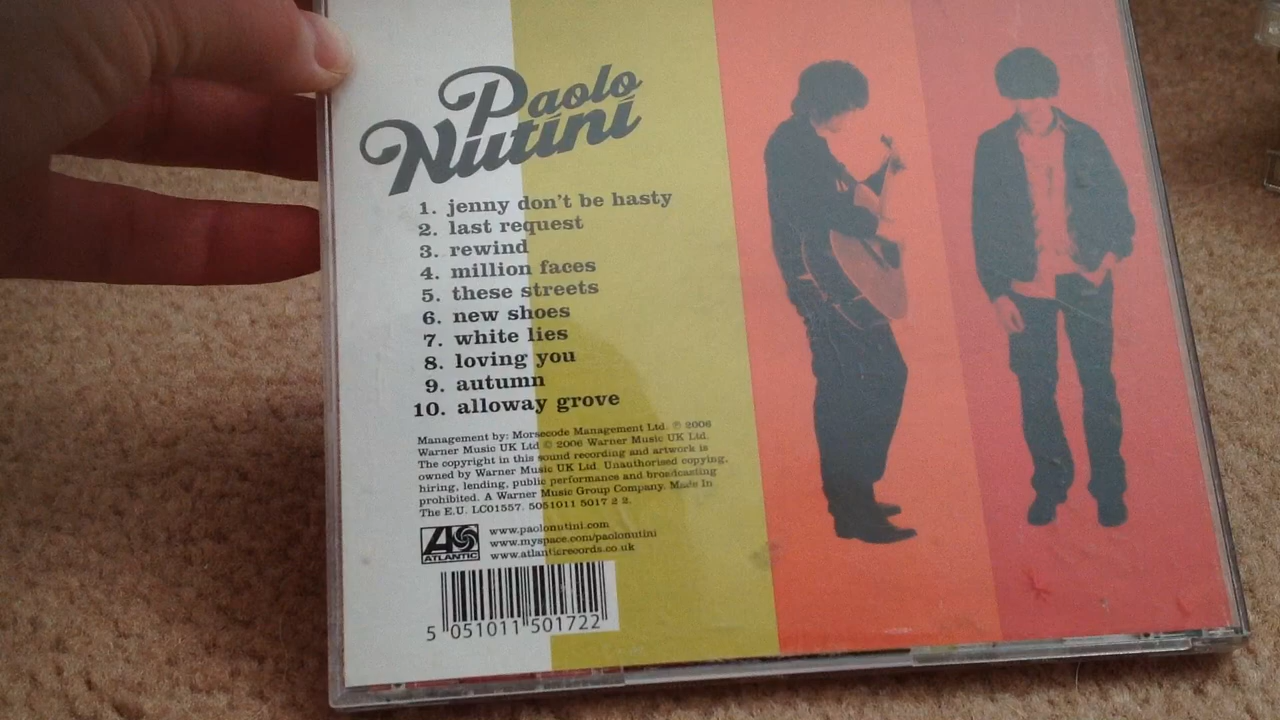 Paolo
Nutini
1. jenny don't be hasty
2. last request
3. rewind
4. million faces
5. these streets
6. new shoes
7. white lies
8. loving you
9. autumn
10. alloway grove
Management by: Morsecode Management Ltd. ℗ 2006
Warner Music UK Ltd © 2006 Warner Music UK Ltd.
The copyright in this sound recording and artwork is
owned by Warner Music UK Ltd. Unauthorised copying,
hiring, lending, public performance and broadcasting
prohibited. A Warner Music Group Company. Made In
The E.U. LC01557. 5051011 5017 2 2.
www.paolonutini.com
www.myspace.com/paolonutini
www.atlanticrecords.co.uk
ATLANTIC
5 051011 501722